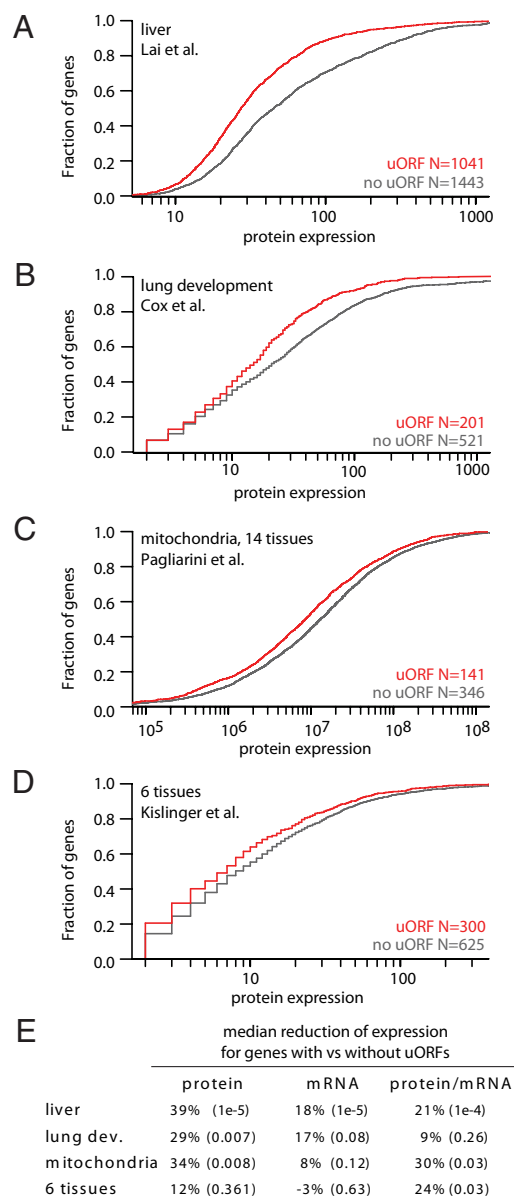 A
liver
Lai et al.
Fraction of genes
1.0
0.8
0.6
0.4
0.2
0.0
uORF N=1041
no uORF N=1443
10 100 1000
protein expression
B
lung development
Cox et al.
Fraction of genes
1.0
0.8
0.6
0.4
0.2
0.0
uORF N=201
no uORF N=521
10 100 1000
protein expression
C
mitochondria, 14 tissues
Pagliarini et al.
Fraction of genes
1.0
0.8
0.6
0.4
0.2
0.0
uORF N=141
no uORF N=346
10⁵ 10⁶ 10⁷ 10⁸ 10⁸
protein expression
D
6 tissues
Kislinger et al.
Fraction of genes
1.0
0.8
0.6
0.4
0.2
0.0
uORF N=300
no uORF N=625
10 100
protein expression
E
median reduction of expression
for genes with vs without uORFs
protein mRNA protein/mRNA
liver 39% (1e-5) 18% (1e-5) 21% (1e-4)
lung dev. 29% (0.007) 17% (0.08) 9% (0.26)
mitochondria 34% (0.008) 8% (0.12) 30% (0.03)
6 tissues 12% (0.361) -3% (0.63) 24% (0.03)